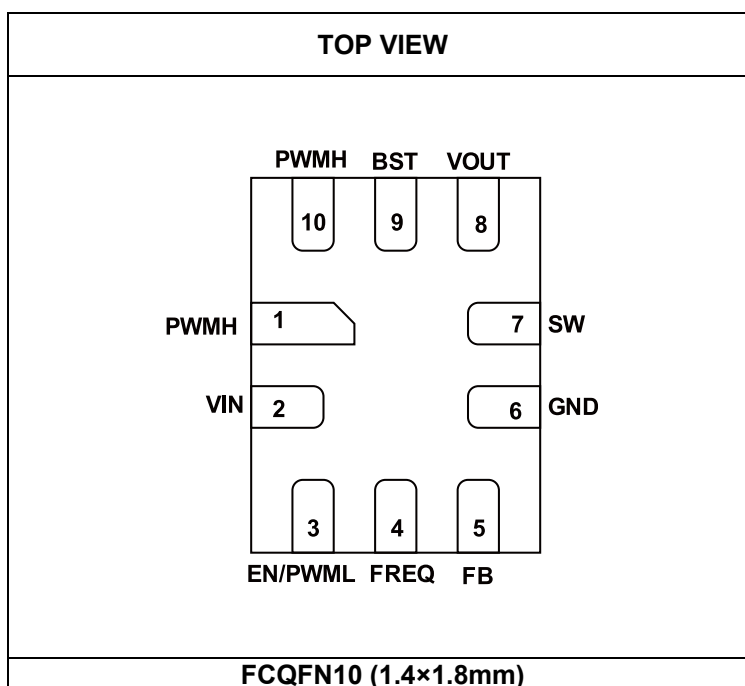 TOP VIEW
PWMH BST VOUT
10 9 8
PWMH 1 7 SW
VIN 2 6 GND
3 4 5
EN/PWML FREQ FB
FCQFN10 (1.4×1.8mm)